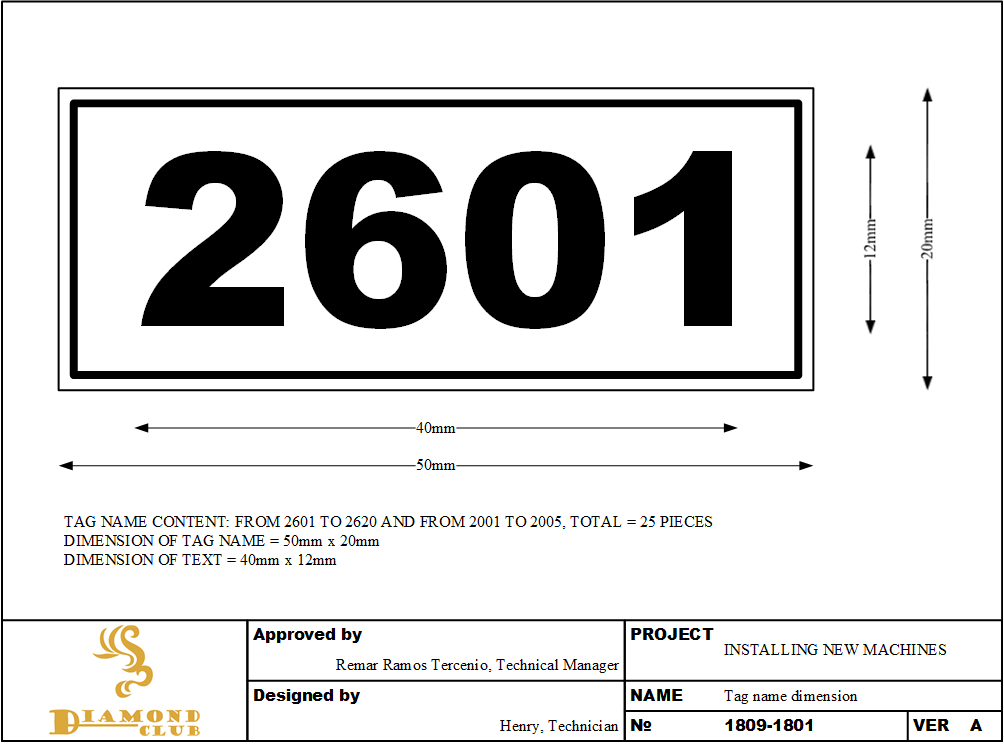 2601
12mm
20mm
40mm
50mm
TAG NAME CONTENT: FROM 2601 TO 2620 AND FROM 2001 TO 2005, TOTAL = 25 PIECES
DIMENSION OF TAG NAME = 50mm x 20mm
DIMENSION OF TEXT = 40mm x 12mm
DIAMOND
CLUB
Approved by
Remar Ramos Tercenio, Technical Manager
Designed by
Henry, Technician
PROJECT
INSTALLING NEW MACHINES
NAME Tag name dimension
№ 1809-1801 VER A